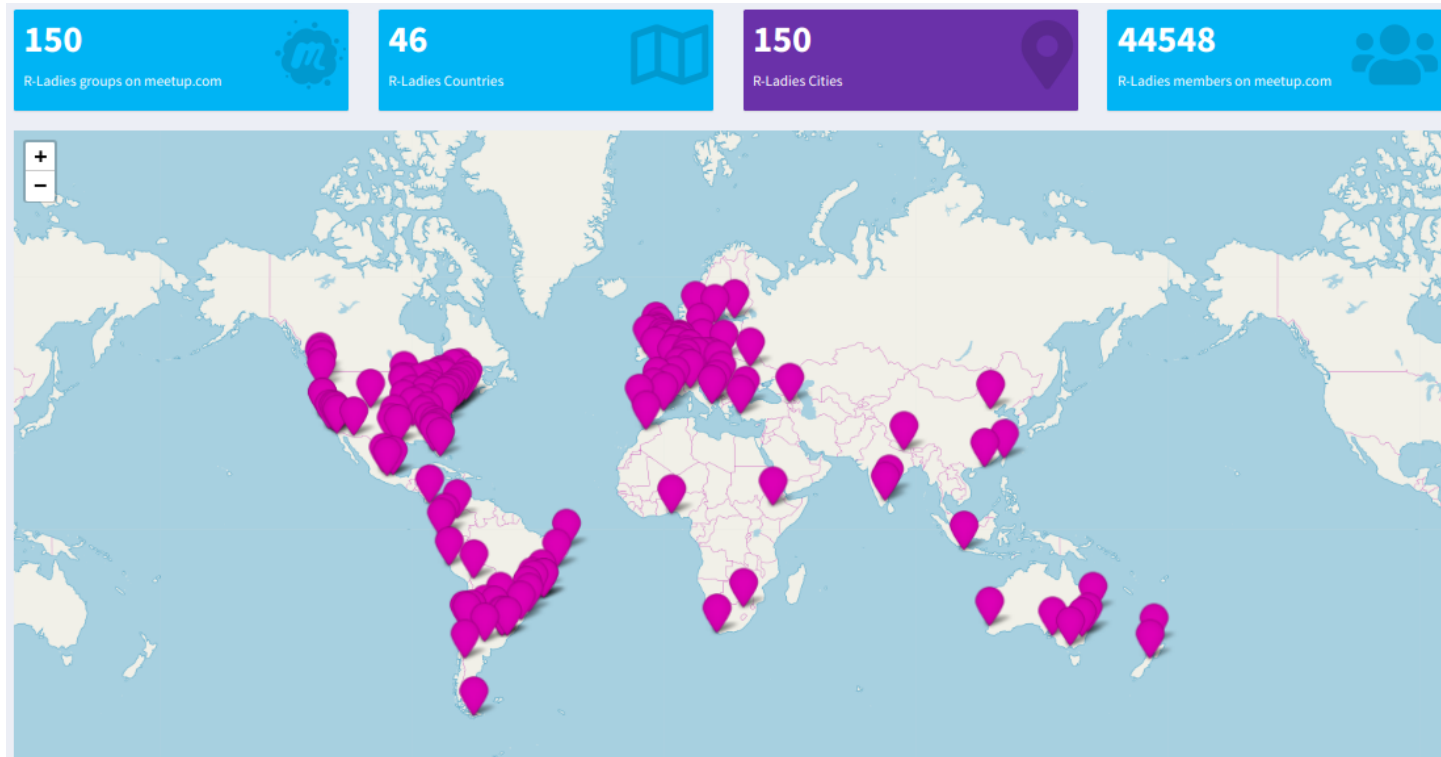 150
R-Ladies groups on meetup.com
46
R-Ladies Countries
150
R-Ladies Cities
44548
R-Ladies members on meetup.com
+
−